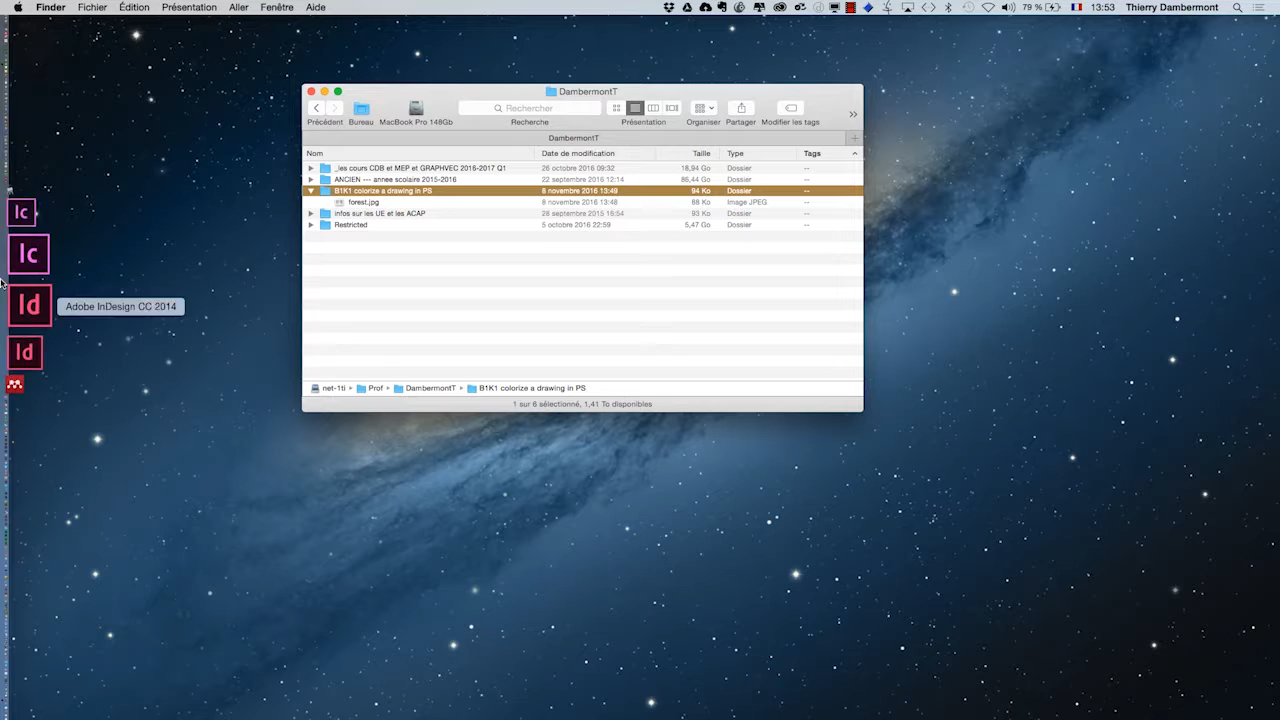 Finder Fichier Édition Présentation Aller Fenêtre Aide 79 % 13:53 Thierry Dambermont
DambermontT
Rechercher
Précédent Bureau MacBook Pro 148Gb Recherche Présentation Organiser Partager Modifier les tags
DambermontT
Nom Date de modification Taille Type Tags
_les cours CDB et MEP et GRAPHVEC 2016-2017 Q1 26 octobre 2016 09:32 18,94 Go Dossier --
ANCIEN --- annee scolaire 2015-2016 22 septembre 2016 12:14 86,44 Go Dossier --
B1K1 colorize a drawing in PS 8 novembre 2016 13:49 94 Ko Dossier --
forest.jpg 8 novembre 2016 13:48 88 Ko Image JPEG --
infos sur les UE et les ACAP 28 septembre 2015 16:54 93 Ko Dossier --
Restricted 5 octobre 2016 22:59 5,47 Go Dossier --
net-1ti Prof DambermontT B1K1 colorize a drawing in PS
1 sur 6 sélectionné, 1,41 To disponibles
Ic
Ic
Id Adobe InDesign CC 2014
Id